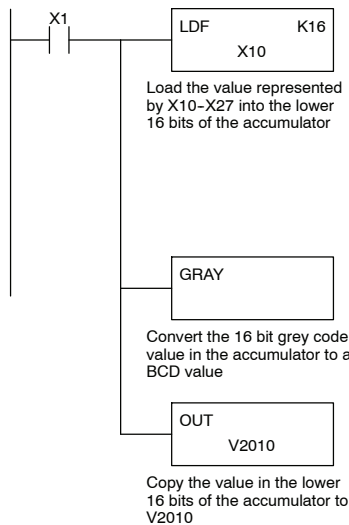 X1
LDF K16
X10
Load the value represented
by X10-X27 into the lower
16 bits of the accumulator
GRAY
Convert the 16 bit grey code
value in the accumulator to a
BCD value
OUT
V2010
Copy the value in the lower
16 bits of the accumulator to
V2010